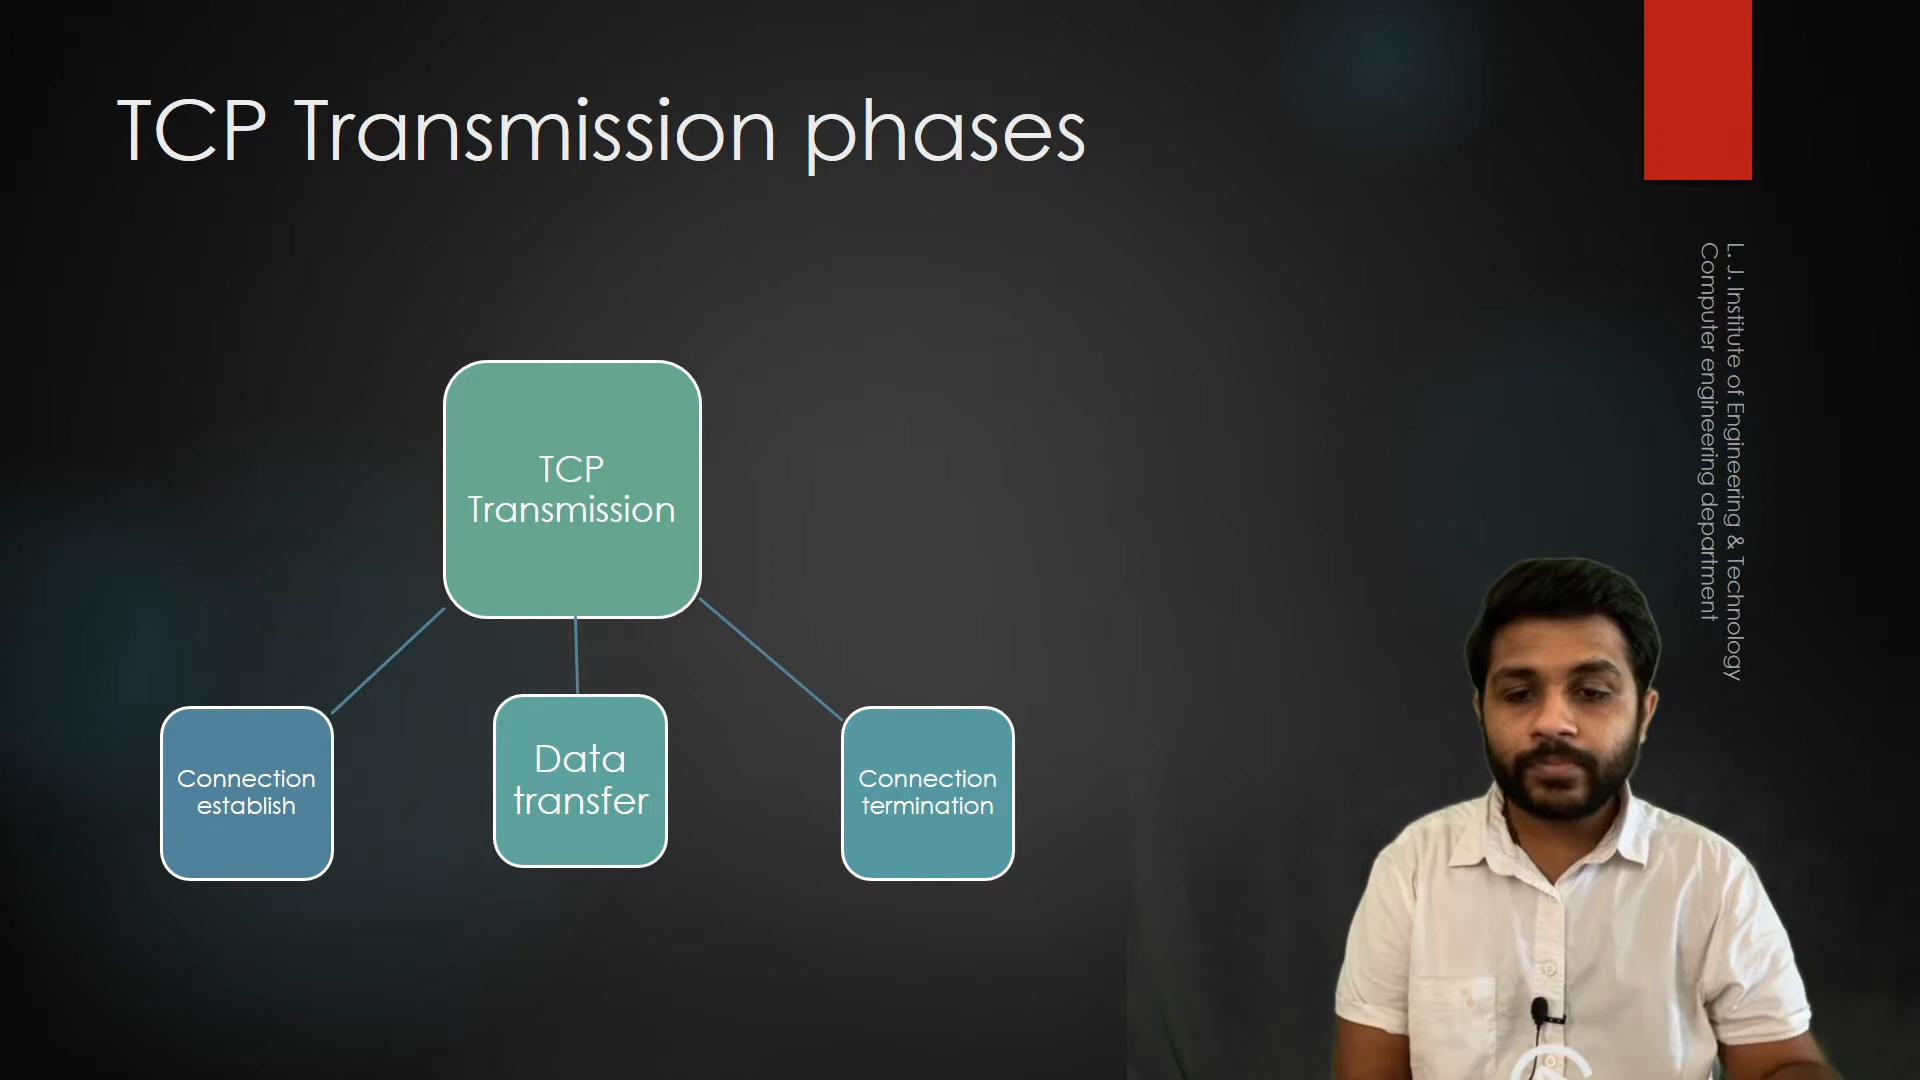 TCP Transmission phases
L. J. Institute of Engineering & Technology
Computer engineering department
TCP
Transmission
Connection
establish
Data
transfer
Connection
termination